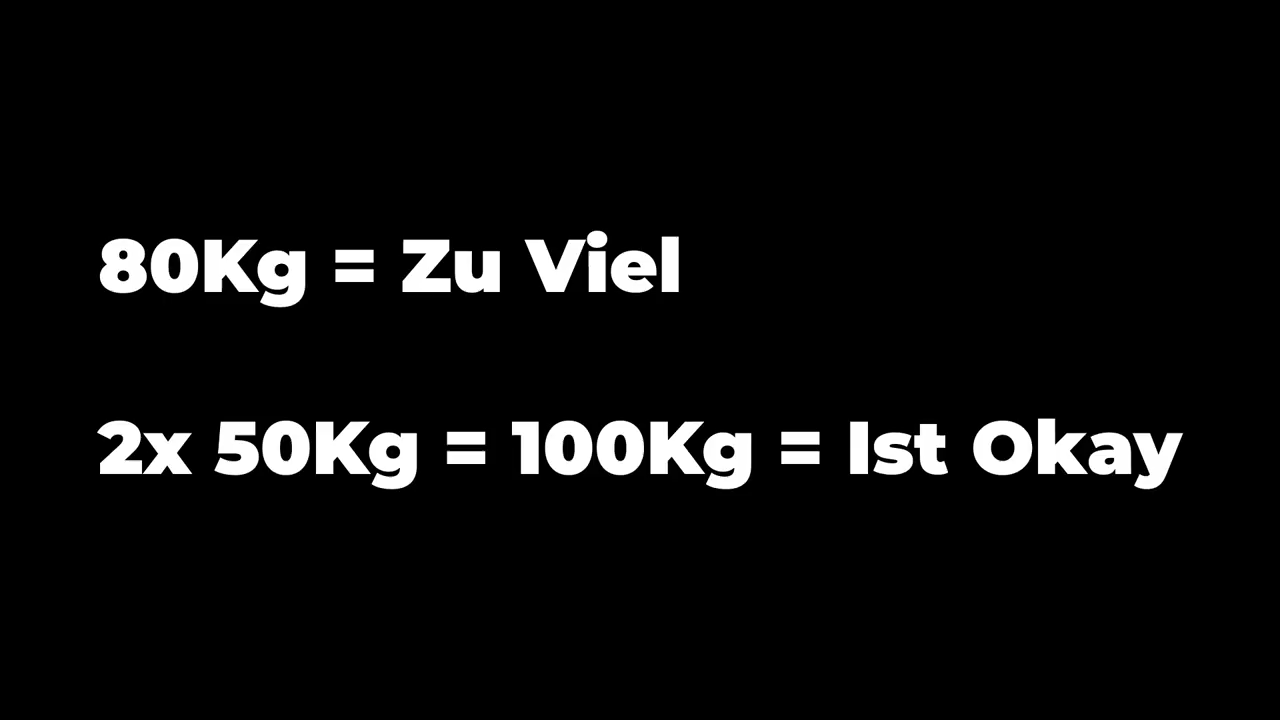 80Kg = Zu Viel
2x 50Kg = 100Kg = Ist Okay